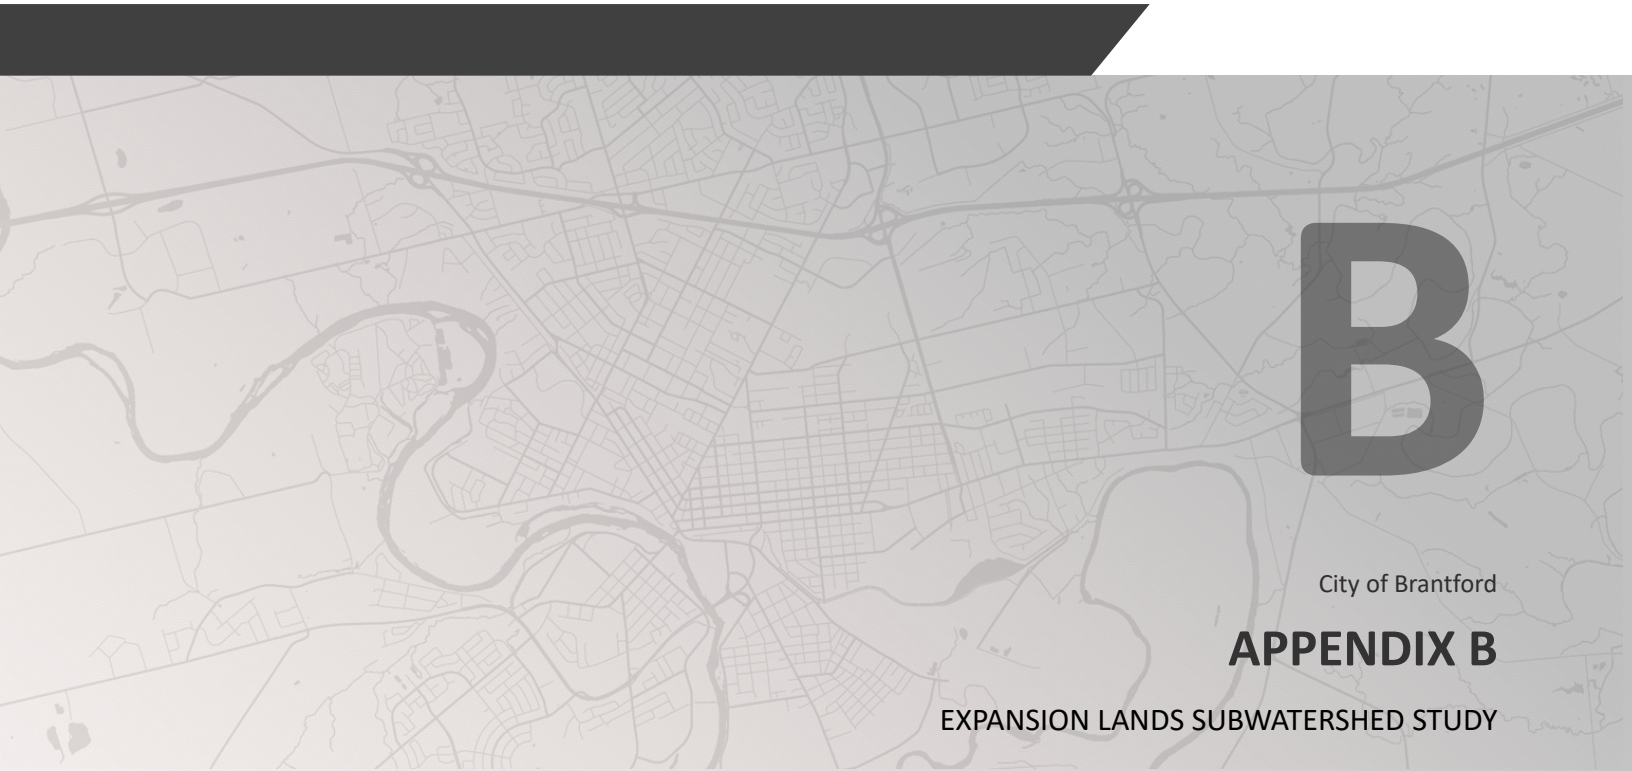 B
City of Brantford
APPENDIX B
EXPANSION LANDS SUBWATERSHED STUDY